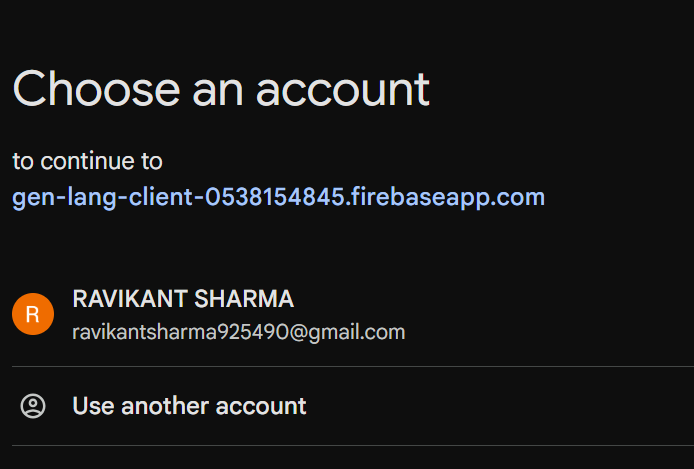 Choose an account
to continue to
gen-lang-client-0538154845.firebaseapp.com
R
RAVIKANT SHARMA
ravikantsharma925490@gmail.com
Use another account